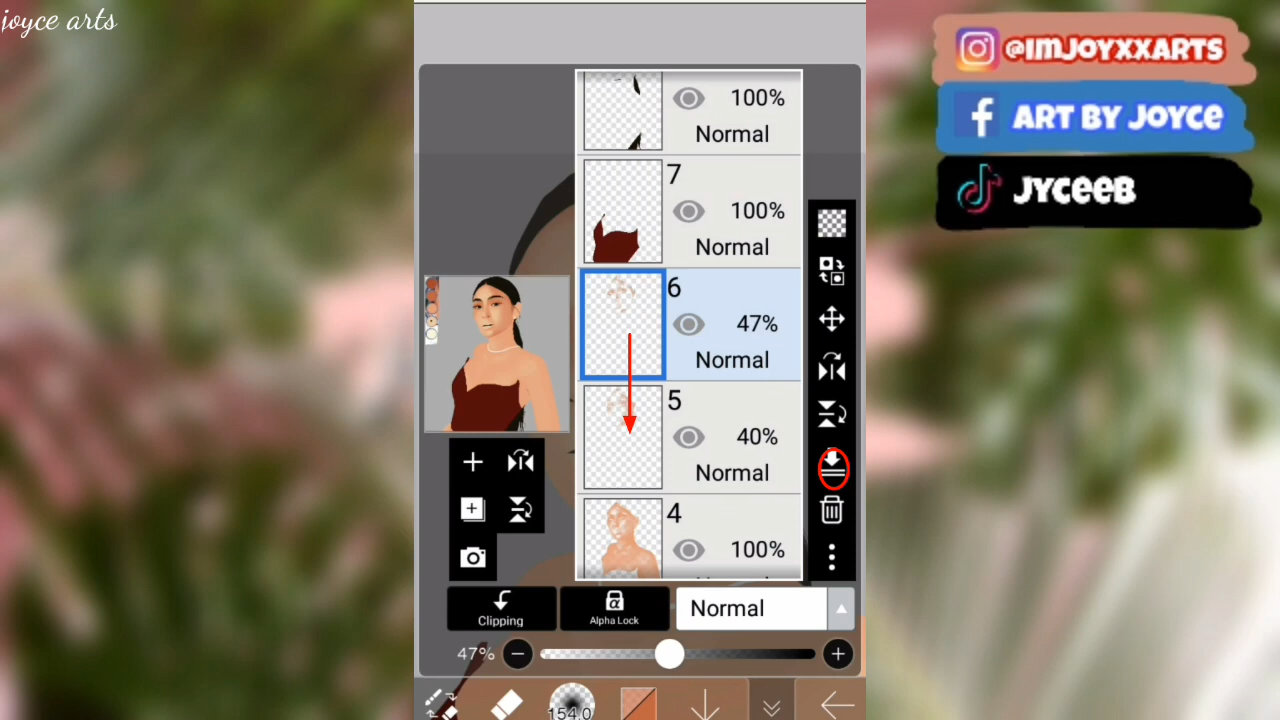 joyce arts
@IMJOYXXARTS
ART BY JOYCE
JYCEEB
100%
Normal
7
100%
Normal
6
47%
Normal
5
40%
Normal
4
100%
Clipping
α
Alpha Lock
Normal
47%
154.0